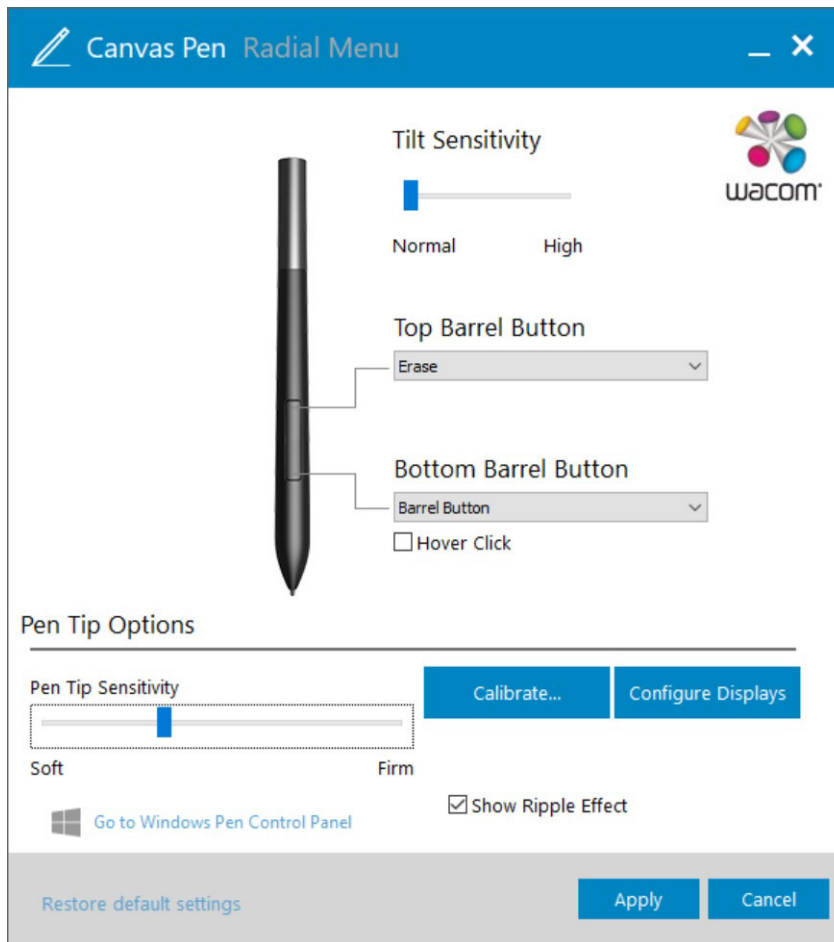 Canvas Pen Radial Menu
Tilt Sensitivity
wacom
Normal High
Top Barrel Button
Erase
Bottom Barrel Button
Barrel Button
Hover Click
Pen Tip Options
Pen Tip Sensitivity
Calibrate... Configure Displays
Soft Firm
Show Ripple Effect
Go to Windows Pen Control Panel
Restore default settings Apply Cancel